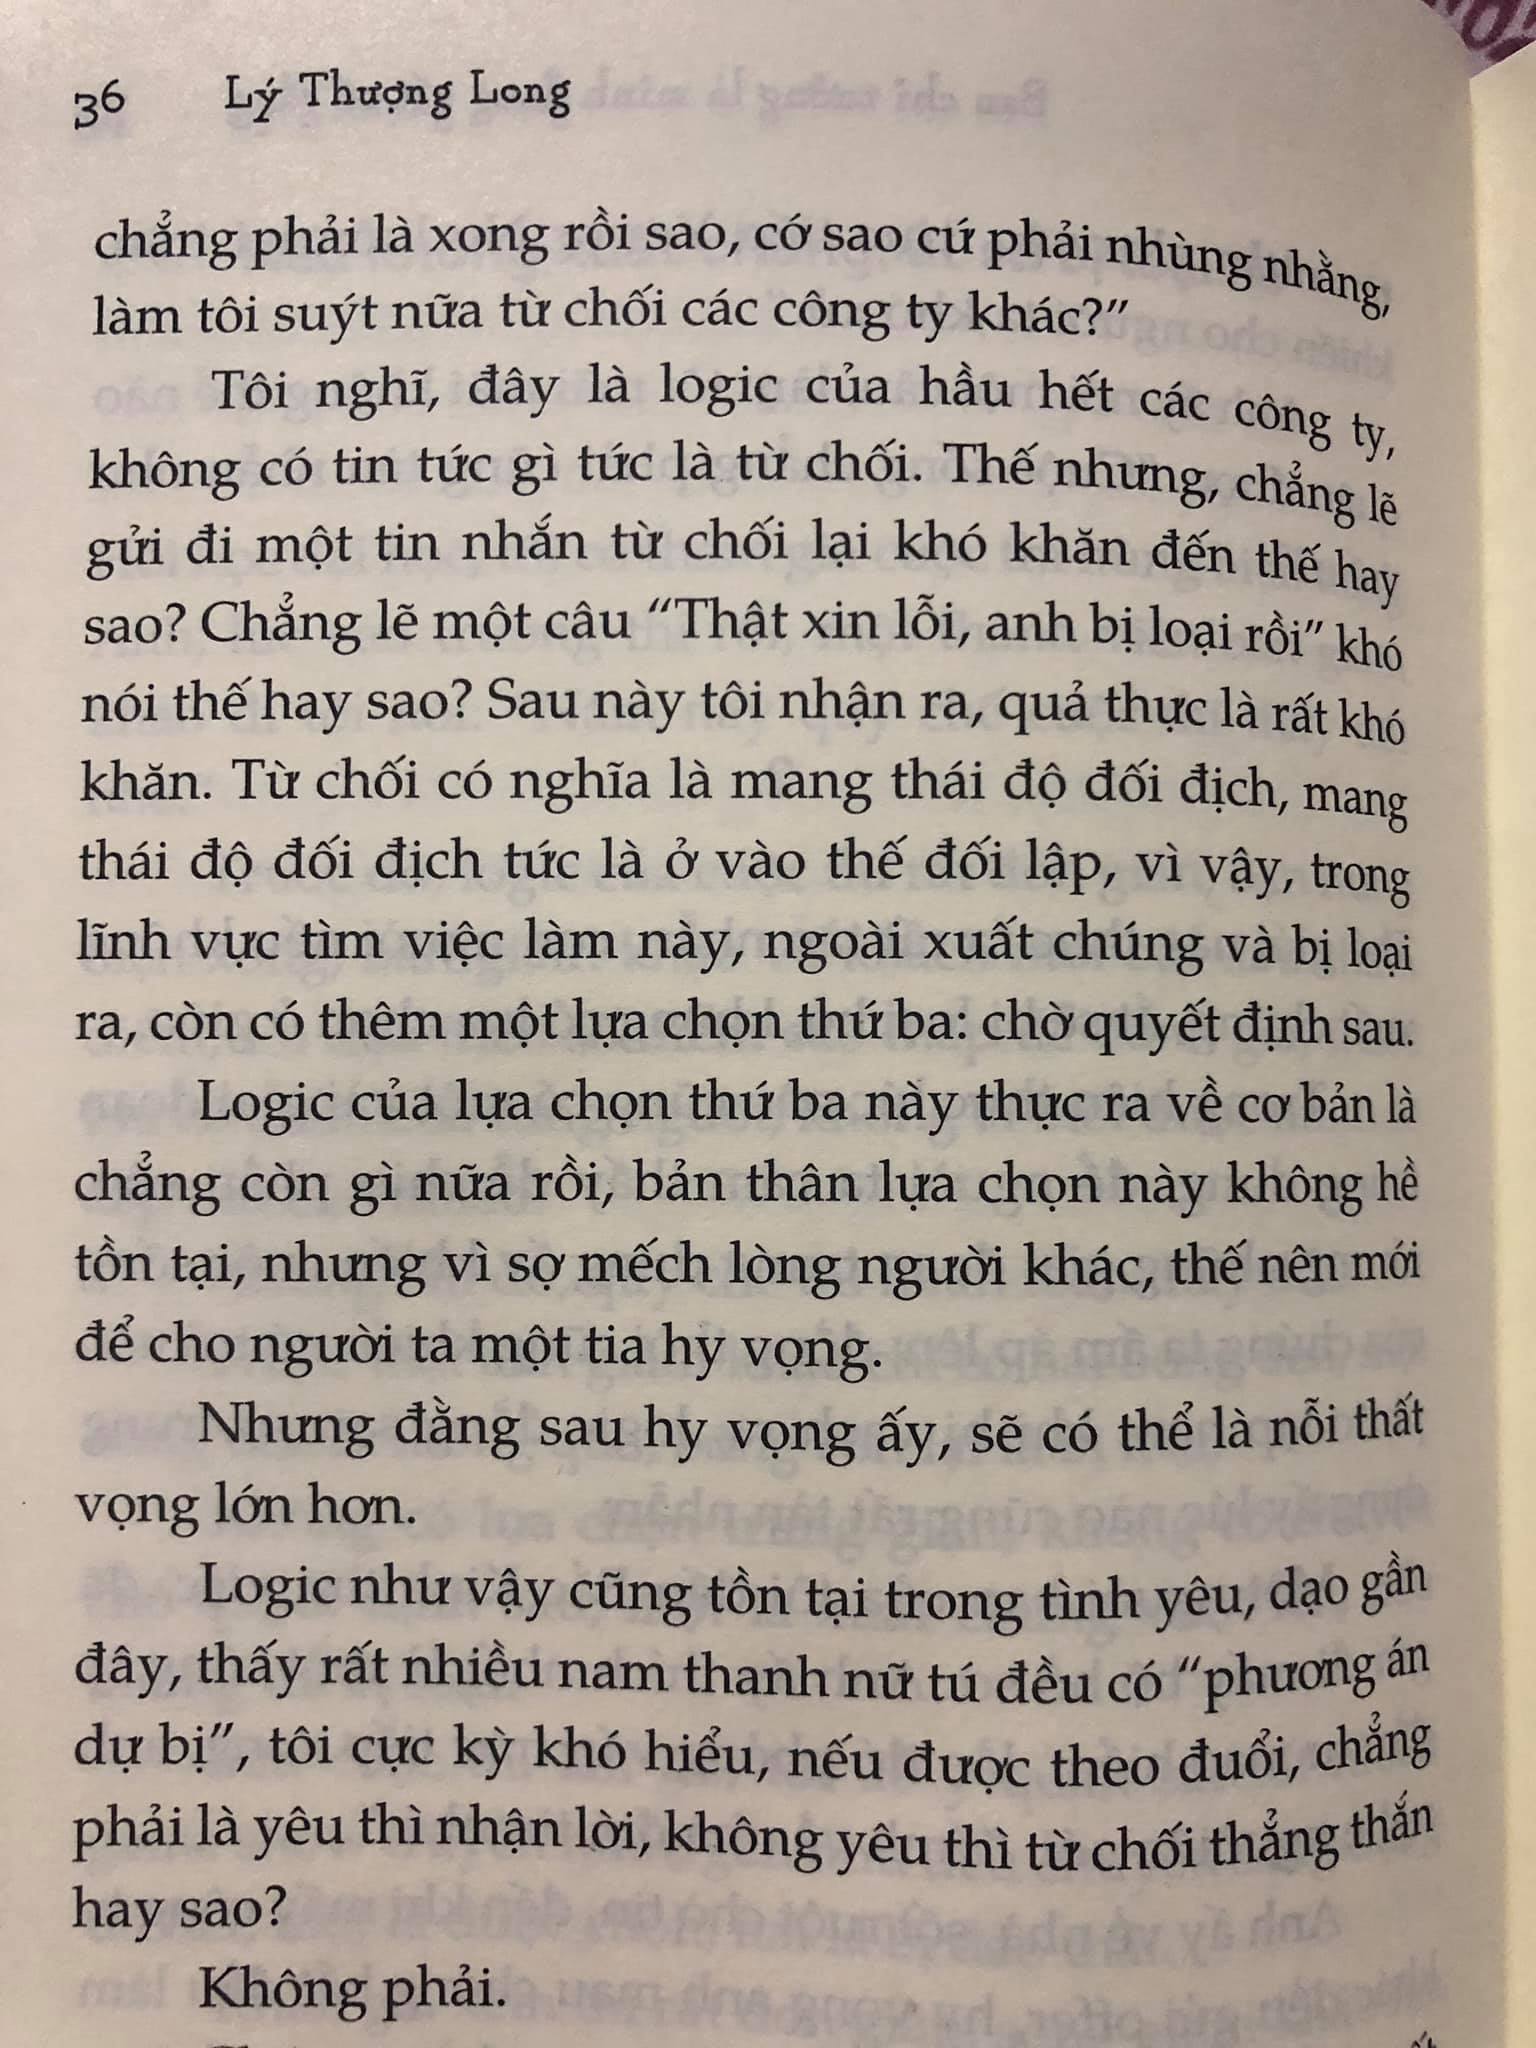 36 Lý Thượng Long
chẳng phải là xong rồi sao, cớ sao cứ phải nhùng nhằng,
làm tôi suýt nữa từ chối các công ty khác?”
Tôi nghĩ, đây là logic của hầu hết các công ty,
không có tin tức gì tức là từ chối. Thế nhưng, chẳng lẽ
gửi đi một tin nhắn từ chối lại khó khăn đến thế hay
sao? Chẳng lẽ một câu “Thật xin lỗi, anh bị loại rồi” khó
nói thế hay sao? Sau này tôi nhận ra, quả thực là rất khó
khăn. Từ chối có nghĩa là mang thái độ đối địch, mang
thái độ đối địch tức là ở vào thế đối lập, vì vậy, trong
lĩnh vực tìm việc làm này, ngoài xuất chúng và bị loại
ra, còn có thêm một lựa chọn thứ ba: chờ quyết định sau.
Logic của lựa chọn thứ ba này thực ra về cơ bản là
chẳng còn gì nữa rồi, bản thân lựa chọn này không hề
tồn tại, nhưng vì sợ mếch lòng người khác, thế nên mới
để cho người ta một tia hy vọng.
Nhưng đằng sau hy vọng ấy, sẽ có thể là nỗi thất
vọng lớn hơn.
Logic như vậy cũng tồn tại trong tình yêu, dạo gần
đây, thấy rất nhiều nam thanh nữ tú đều có “phương án
dự bị”, tôi cực kỳ khó hiểu, nếu được theo đuổi, chẳng
phải là yêu thì nhận lời, không yêu thì từ chối thẳng thắn
hay sao?
Không phải.